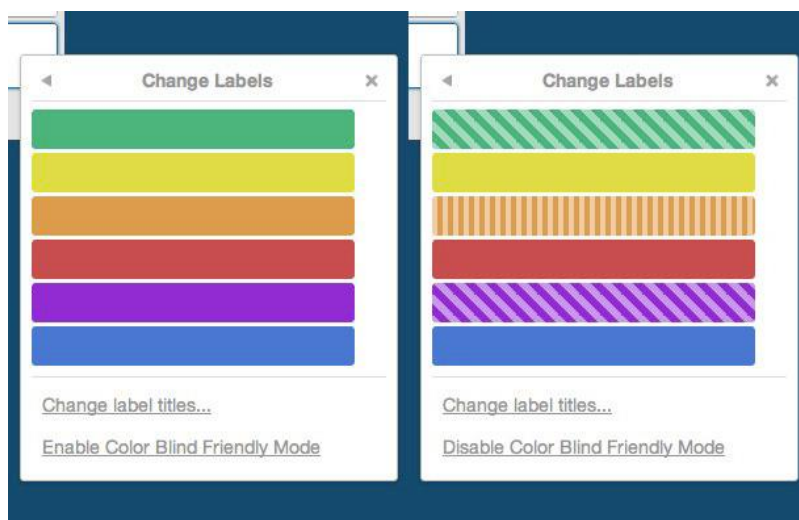 Change Labels
Change label titles...
Enable Color Blind Friendly Mode
Change Labels
Change label titles...
Disable Color Blind Friendly Mode